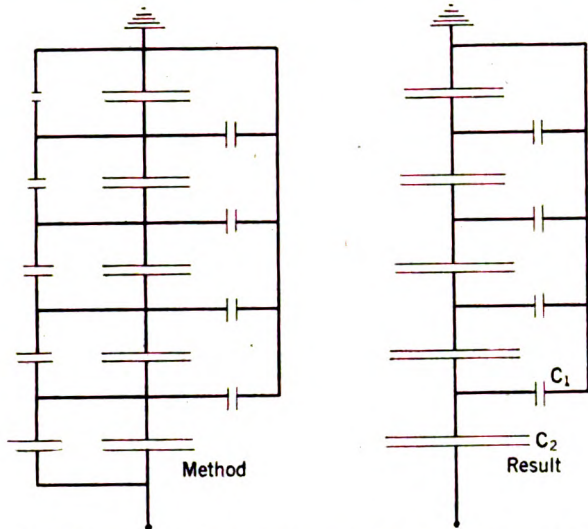 C₁
C₂
Method
Result